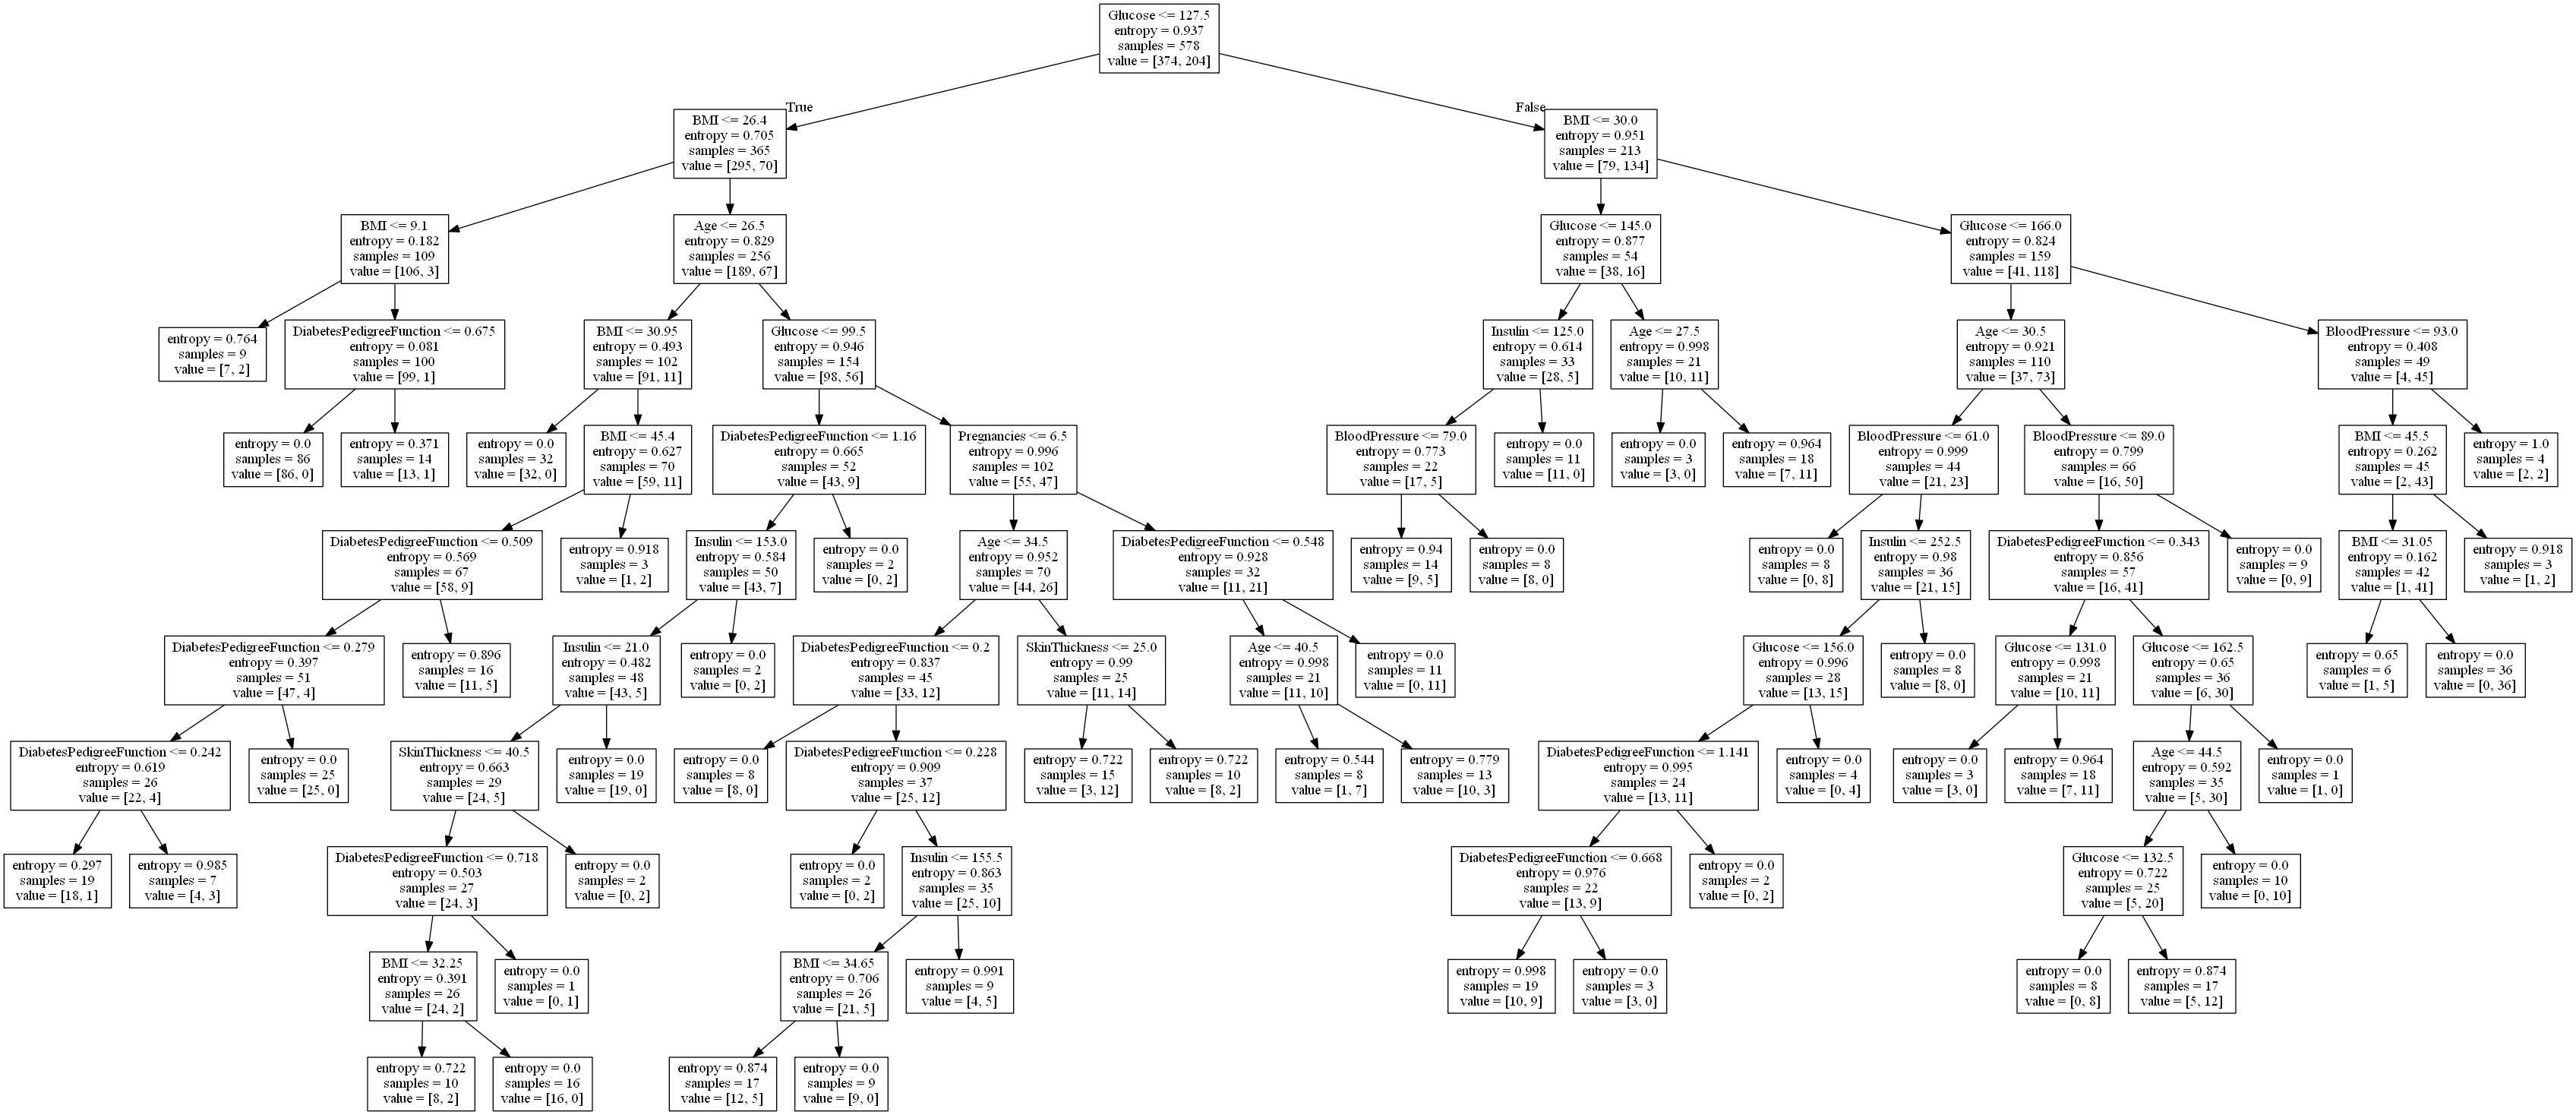 Glucose <= 127.5
entropy = 0.937
samples = 578
value = [374, 204]
True
False
BMI <= 26.4
entropy = 0.705
samples = 365
value = [295, 70]
BMI <= 30.0
entropy = 0.951
samples = 213
value = [79, 134]
BMI <= 9.1
entropy = 0.182
samples = 109
value = [106, 3]
Age <= 26.5
entropy = 0.829
samples = 256
value = [189, 67]
Glucose <= 145.0
entropy = 0.877
samples = 54
value = [38, 16]
Glucose <= 166.0
entropy = 0.824
samples = 159
value = [41, 118]
entropy = 0.764
samples = 9
value = [7, 2]
DiabetesPedigreeFunction <= 0.675
entropy = 0.081
samples = 100
value = [99, 1]
BMI <= 30.95
entropy = 0.493
samples = 102
value = [91, 11]
Glucose <= 99.5
entropy = 0.946
samples = 154
value = [98, 56]
Insulin <= 125.0
entropy = 0.614
samples = 33
value = [28, 5]
Age <= 27.5
entropy = 0.998
samples = 21
value = [10, 11]
Age <= 30.5
entropy = 0.921
samples = 110
value = [37, 73]
BloodPressure <= 93.0
entropy = 0.408
samples = 49
value = [4, 45]
entropy = 0.0
samples = 86
value = [86, 0]
entropy = 0.371
samples = 14
value = [13, 1]
entropy = 0.0
samples = 32
value = [32, 0]
BMI <= 45.4
entropy = 0.627
samples = 70
value = [59, 11]
DiabetesPedigreeFunction <= 1.16
entropy = 0.665
samples = 52
value = [43, 9]
Pregnancies <= 6.5
entropy = 0.996
samples = 102
value = [55, 47]
BloodPressure <= 79.0
entropy = 0.773
samples = 22
value = [17, 5]
entropy = 0.0
samples = 11
value = [11, 0]
entropy = 0.0
samples = 3
value = [3, 0]
entropy = 0.964
samples = 18
value = [7, 11]
BloodPressure <= 61.0
entropy = 0.999
samples = 44
value = [21, 23]
BloodPressure <= 89.0
entropy = 0.799
samples = 66
value = [16, 50]
BMI <= 45.5
entropy = 0.262
samples = 45
value = [2, 43]
entropy = 1.0
samples = 4
value = [2, 2]
DiabetesPedigreeFunction <= 0.509
entropy = 0.569
samples = 67
value = [58, 9]
entropy = 0.918
samples = 3
value = [1, 2]
Insulin <= 153.0
entropy = 0.584
samples = 50
value = [43, 7]
entropy = 0.0
samples = 2
value = [0, 2]
Age <= 34.5
entropy = 0.952
samples = 70
value = [44, 26]
DiabetesPedigreeFunction <= 0.548
entropy = 0.928
samples = 32
value = [11, 21]
entropy = 0.94
samples = 14
value = [9, 5]
entropy = 0.0
samples = 8
value = [8, 0]
entropy = 0.0
samples = 8
value = [0, 8]
Insulin <= 252.5
entropy = 0.98
samples = 36
value = [21, 15]
DiabetesPedigreeFunction <= 0.343
entropy = 0.856
samples = 57
value = [16, 41]
entropy = 0.0
samples = 9
value = [0, 9]
BMI <= 31.05
entropy = 0.162
samples = 42
value = [1, 41]
entropy = 0.918
samples = 3
value = [1, 2]
DiabetesPedigreeFunction <= 0.279
entropy = 0.397
samples = 51
value = [47, 4]
entropy = 0.896
samples = 16
value = [11, 5]
Insulin <= 21.0
entropy = 0.482
samples = 48
value = [43, 5]
entropy = 0.0
samples = 2
value = [0, 2]
DiabetesPedigreeFunction <= 0.2
entropy = 0.837
samples = 45
value = [33, 12]
SkinThickness <= 25.0
entropy = 0.99
samples = 25
value = [11, 14]
Age <= 40.5
entropy = 0.998
samples = 21
value = [11, 10]
entropy = 0.0
samples = 11
value = [0, 11]
Glucose <= 156.0
entropy = 0.996
samples = 28
value = [13, 15]
entropy = 0.0
samples = 8
value = [8, 0]
Glucose <= 131.0
entropy = 0.998
samples = 21
value = [10, 11]
Glucose <= 162.5
entropy = 0.65
samples = 36
value = [6, 30]
entropy = 0.65
samples = 6
value = [1, 5]
entropy = 0.0
samples = 36
value = [0, 36]
DiabetesPedigreeFunction <= 0.242
entropy = 0.619
samples = 26
value = [22, 4]
entropy = 0.0
samples = 25
value = [25, 0]
SkinThickness <= 40.5
entropy = 0.663
samples = 29
value = [24, 5]
entropy = 0.0
samples = 19
value = [19, 0]
entropy = 0.0
samples = 8
value = [8, 0]
DiabetesPedigreeFunction <= 0.228
entropy = 0.909
samples = 37
value = [25, 12]
entropy = 0.722
samples = 15
value = [3, 12]
entropy = 0.722
samples = 10
value = [8, 2]
entropy = 0.544
samples = 8
value = [1, 7]
entropy = 0.779
samples = 13
value = [10, 3]
DiabetesPedigreeFunction <= 1.141
entropy = 0.995
samples = 24
value = [13, 11]
entropy = 0.0
samples = 4
value = [0, 4]
entropy = 0.0
samples = 3
value = [3, 0]
entropy = 0.964
samples = 18
value = [7, 11]
Age <= 44.5
entropy = 0.592
samples = 35
value = [5, 30]
entropy = 0.0
samples = 1
value = [1, 0]
entropy = 0.297
samples = 19
value = [18, 1]
entropy = 0.985
samples = 7
value = [4, 3]
DiabetesPedigreeFunction <= 0.718
entropy = 0.503
samples = 27
value = [24, 3]
entropy = 0.0
samples = 2
value = [0, 2]
entropy = 0.0
samples = 2
value = [0, 2]
Insulin <= 155.5
entropy = 0.863
samples = 35
value = [25, 10]
DiabetesPedigreeFunction <= 0.668
entropy = 0.976
samples = 22
value = [13, 9]
entropy = 0.0
samples = 2
value = [0, 2]
Glucose <= 132.5
entropy = 0.722
samples = 25
value = [5, 20]
entropy = 0.0
samples = 10
value = [0, 10]
BMI <= 32.25
entropy = 0.391
samples = 26
value = [24, 2]
entropy = 0.0
samples = 1
value = [0, 1]
BMI <= 34.65
entropy = 0.706
samples = 26
value = [21, 5]
entropy = 0.991
samples = 9
value = [4, 5]
entropy = 0.998
samples = 19
value = [10, 9]
entropy = 0.0
samples = 3
value = [3, 0]
entropy = 0.0
samples = 8
value = [0, 8]
entropy = 0.874
samples = 17
value = [5, 12]
entropy = 0.722
samples = 10
value = [8, 2]
entropy = 0.0
samples = 16
value = [16, 0]
entropy = 0.874
samples = 17
value = [12, 5]
entropy = 0.0
samples = 9
value = [9, 0]